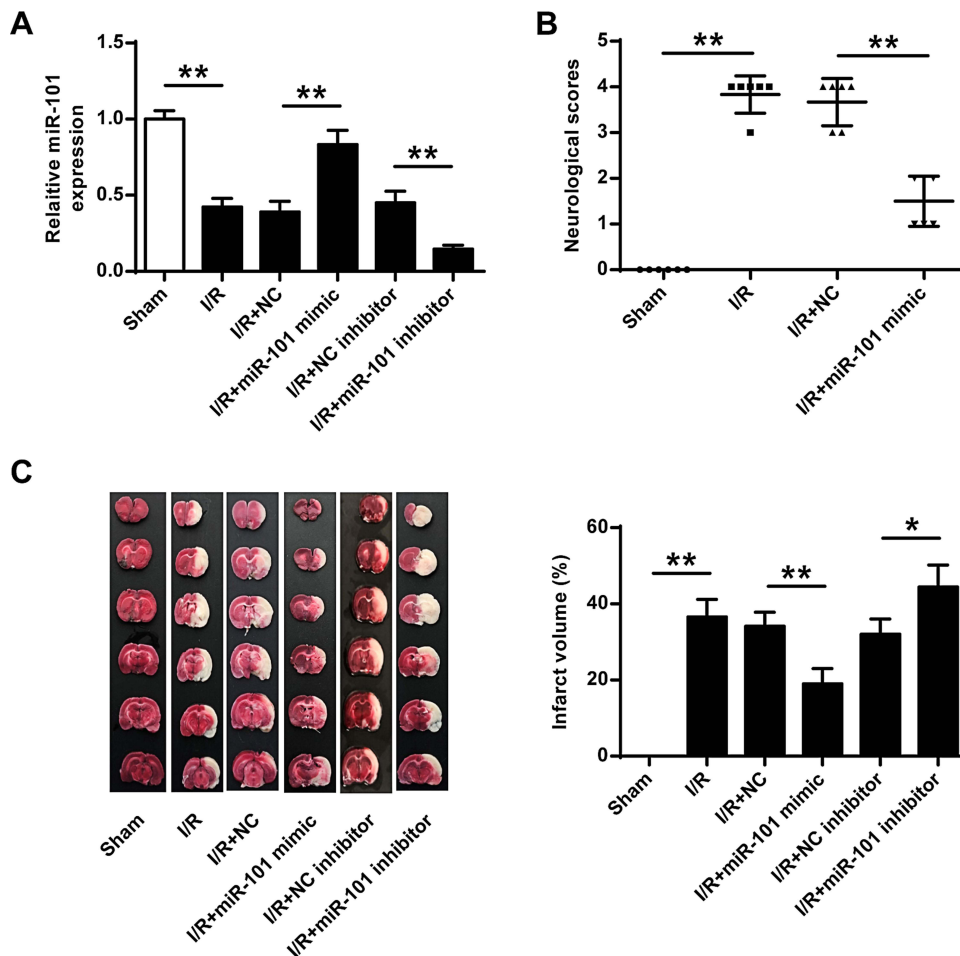 A
Relaitive miR-101
expression
1.5
1.0
0.5
0.0
**
**
**
Sham
I/R
I/R+NC
I/R+miR-101 mimic
I/R+NC inhibitor
I/R+miR-101 inhibitor
B
Neurological scores
5
4
3
2
1
0
**
**
Sham
I/R
I/R+NC
I/R+miR-101 mimic
C
Sham
I/R
I/R+NC
I/R+miR-101 mimic
I/R+NC inhibitor
I/R+miR-101 inhibitor
Infarct volume (%)
60
40
20
0
**
**
*
Sham
I/R
I/R+NC
I/R+miR-101 mimic
I/R+NC inhibitor
I/R+miR-101 inhibitor